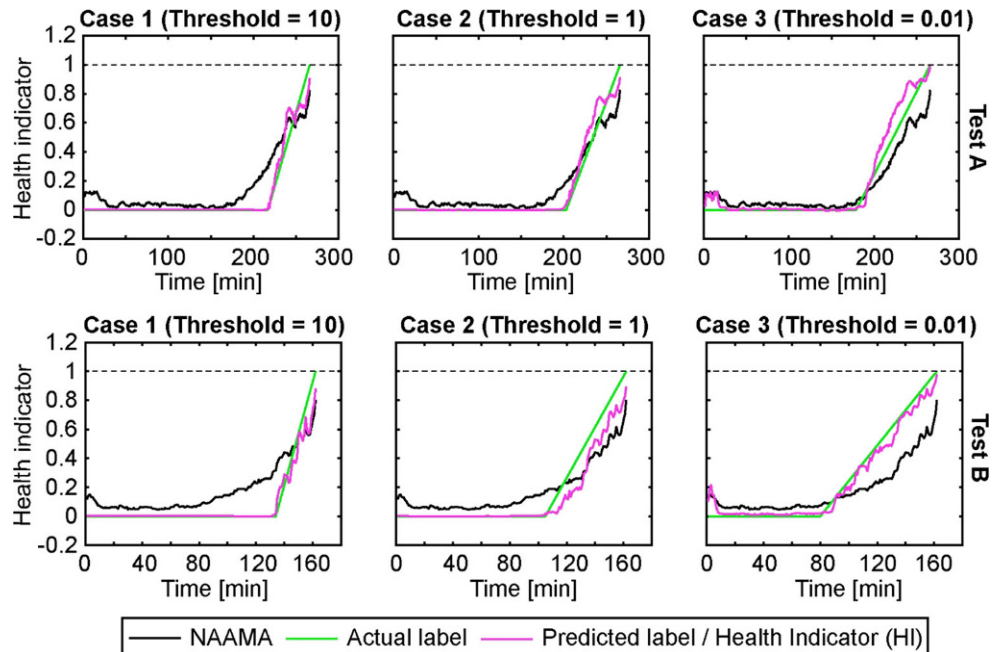 Case 1 (Threshold = 10)
Case 2 (Threshold = 1)
Case 3 (Threshold = 0.01)
1.2
1
0.8
0.6
0.4
0.2
0
-0.2
Health indicator
0 100 200 300
0 100 200 300
0 100 200 300
Time [min]
Time [min]
Time [min]
Test A
Case 1 (Threshold = 10)
Case 2 (Threshold = 1)
Case 3 (Threshold = 0.01)
1.2
1
0.8
0.6
0.4
0.2
0
-0.2
Health indicator
0 40 80 120 160
0 40 80 120 160
0 40 80 120 160
Time [min]
Time [min]
Time [min]
Test B
NAAMA
Actual label
Predicted label / Health Indicator (HI)